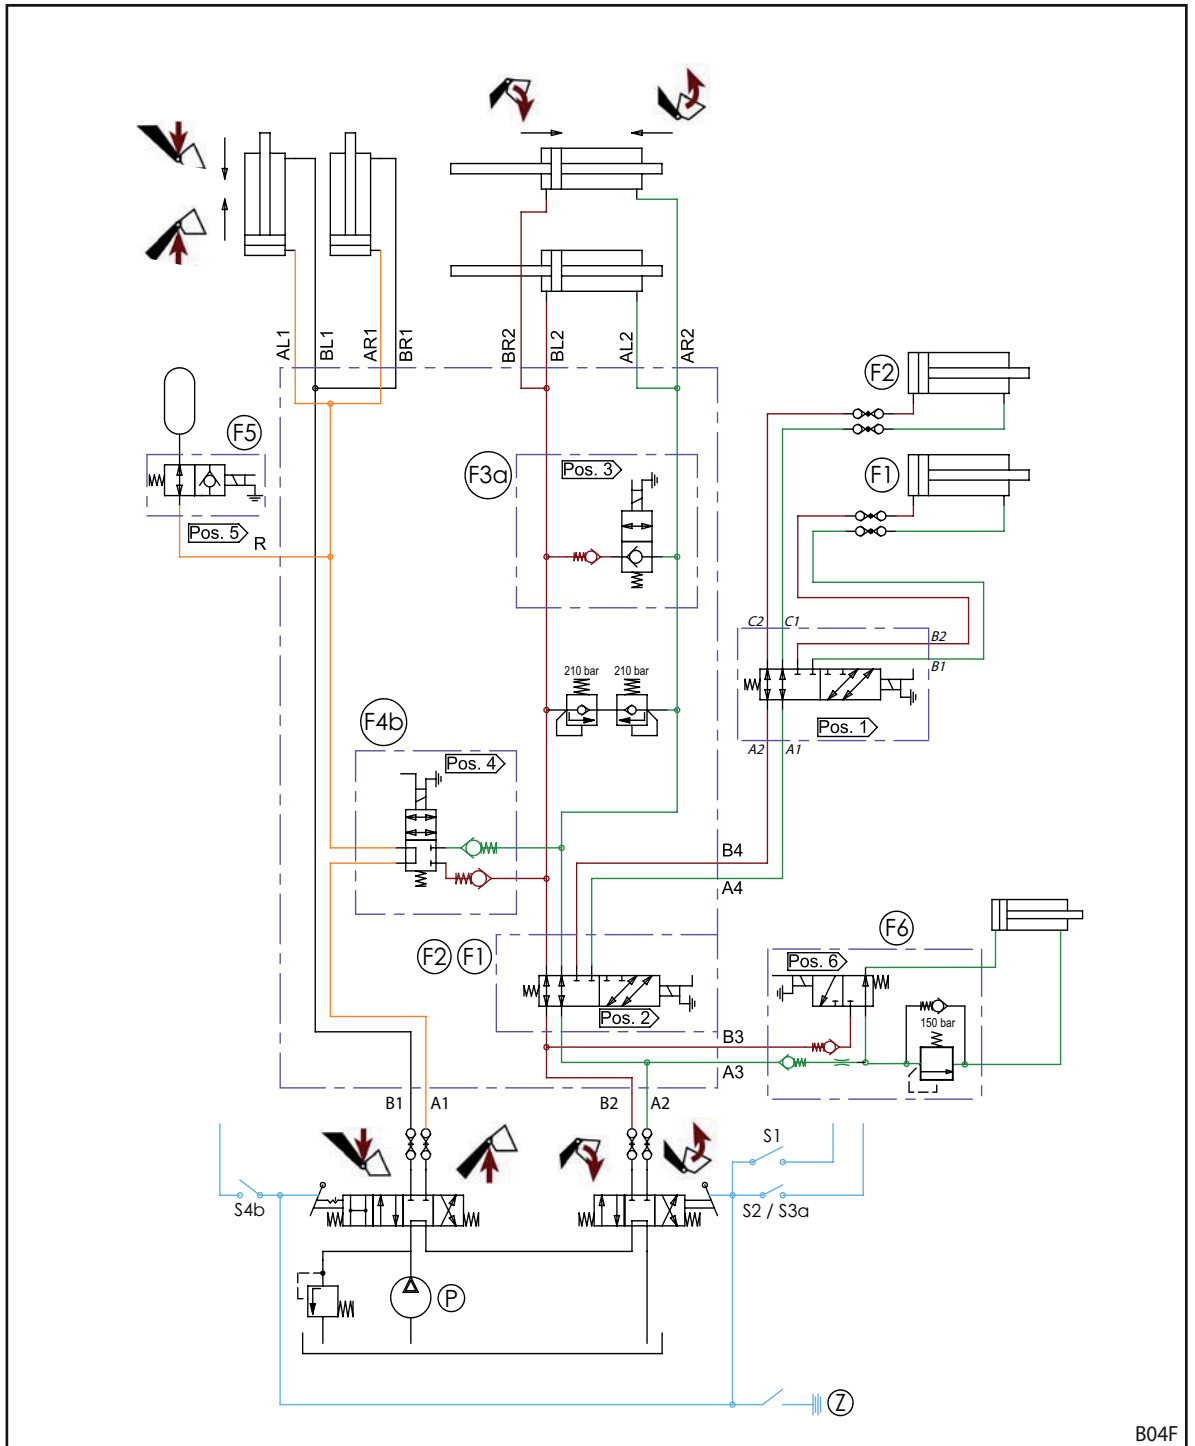 AL1
BL1
AR1
BR1
BR2
BL2
AL2
AR2
F2
F5
F3a
Pos. 3
F1
Pos. 5
R
C2
C1
B2
B1
210 bar
210 bar
F4b
Pos. 4
Pos. 1
A2
A1
B4
A4
F2
F1
F6
Pos. 6
Pos. 2
150 bar
B3
A3
B1
A1
B2
A2
S1
S4b
S2 / S3a
P
Z
B04F